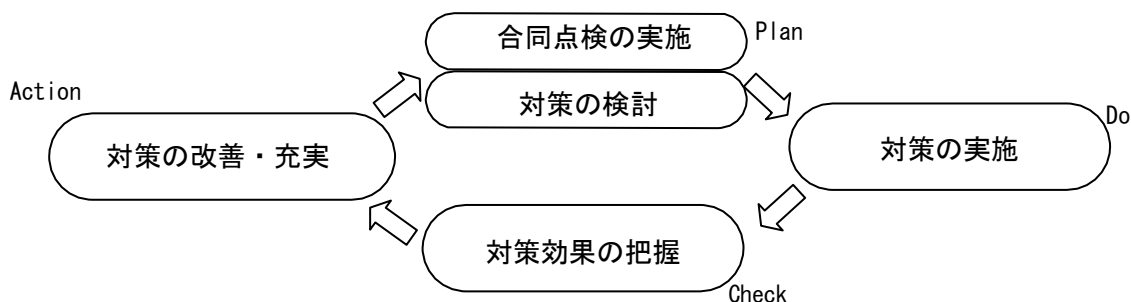 合同点検の実施
Plan
対策の検討
Action
対策の改善・充実
Do
対策の実施
対策効果の把握
Check